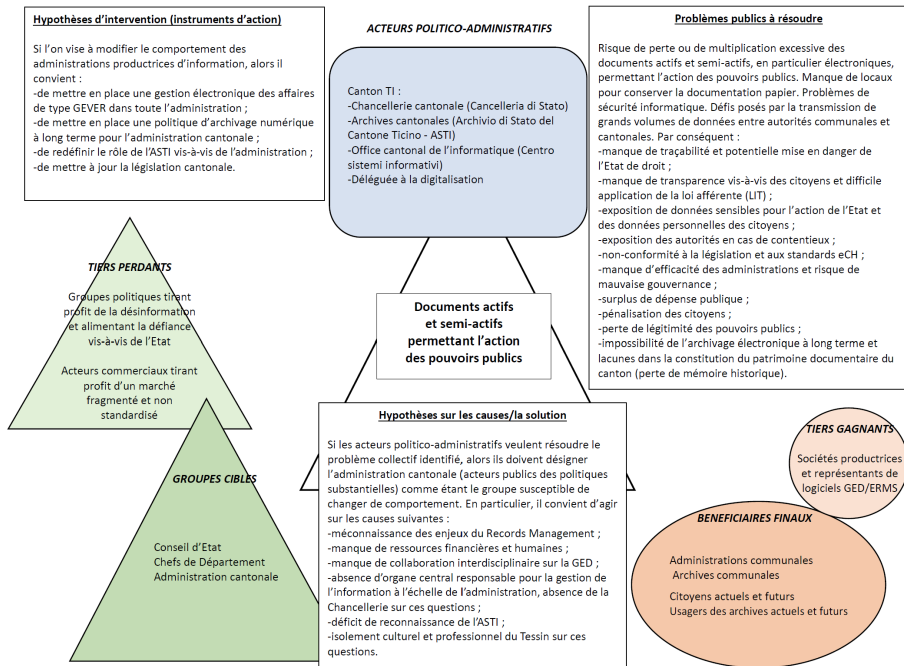 Hypothèses d'intervention (instruments d'action)
Si l'on vise à modifier le comportement des
administrations productrices d'information, alors il
convient :
-de mettre en place une gestion électronique des affaires
de type GEVER dans toute l'administration ;
-de mettre en place une politique d'archivage numérique
à long terme pour l'administration cantonale ;
-de redéfinir le rôle de l'ASTI vis-à-vis de l'administration ;
-de mettre à jour la législation cantonale.
ACTEURS POLITICO-ADMINISTRATIFS
Canton TI :
-Chancellerie cantonale (Cancelleria di Stato)
-Archives cantonales (Archivio di Stato del
Cantone Ticino - ASTI)
-Office cantonal de l'informatique (Centro
sistemi informativi)
-Déléguée à la digitalisation
Problèmes publics à résoudre
Risque de perte ou de multiplication excessive des
documents actifs et semi-actifs, en particulier électroniques,
permettant l'action des pouvoirs publics. Manque de locaux
pour conserver la documentation papier. Problèmes de
sécurité informatique. Défis posés par la transmission de
grands volumes de données entre autorités communales et
cantonales. Par conséquent :
-manque de traçabilité et potentielle mise en danger de
l'Etat de droit ;
-manque de transparence vis-à-vis des citoyens et difficile
application de la loi afférente (LIT) ;
-exposition de données sensibles pour l'action de l'Etat et
des données personnelles des citoyens ;
-exposition des autorités en cas de contentieux ;
-non-conformité à la législation et aux standards eCH ;
-manque d'efficacité des administrations et risque de
mauvaise gouvernance ;
-surplus de dépense publique ;
-pénalisation des citoyens ;
-perte de légitimité des pouvoirs publics ;
-impossibilité de l'archivage électronique à long terme et
lacunes dans la constitution du patrimoine documentaire du
canton (perte de mémoire historique).
TIERS PERDANTS
Groupes politiques tirant
profit de la désinformation
et alimentant la défiance
vis-à-vis de l'Etat
Acteurs commerciaux tirant
profit d'un marché
fragmenté et non
standardisé
Documents actifs
et semi-actifs
permettant l'action
des pouvoirs publics
GROUPES CIBLES
Conseil d'Etat
Chefs de Département
Administration cantonale
Hypothèses sur les causes/la solution
Si les acteurs politico-administratifs veulent résoudre le
problème collectif identifié, alors ils doivent désigner
l'administration cantonale (acteurs publics des politiques
substantielles) comme étant le groupe susceptible de
changer de comportement. En particulier, il convient d'agir
sur les causes suivantes :
-méconnaissance des enjeux du Records Management ;
-manque de ressources financières et humaines ;
-manque de collaboration interdisciplinaire sur la GED ;
-absence d'organe central responsable pour la gestion de
l'information à l'échelle de l'administration, absence de la
Chancellerie sur ces questions ;
-déficit de reconnaissance de l'ASTI ;
-isolement culturel et professionnel du Tessin sur ces
questions.
TIERS GAGNANTS
Sociétés productrices
et représentants de
logiciels GED/ERMS
BENEFICIAIRES FINAUX
Administrations communales
Archives communales
Citoyens actuels et futurs
Usagers des archives actuels et futurs